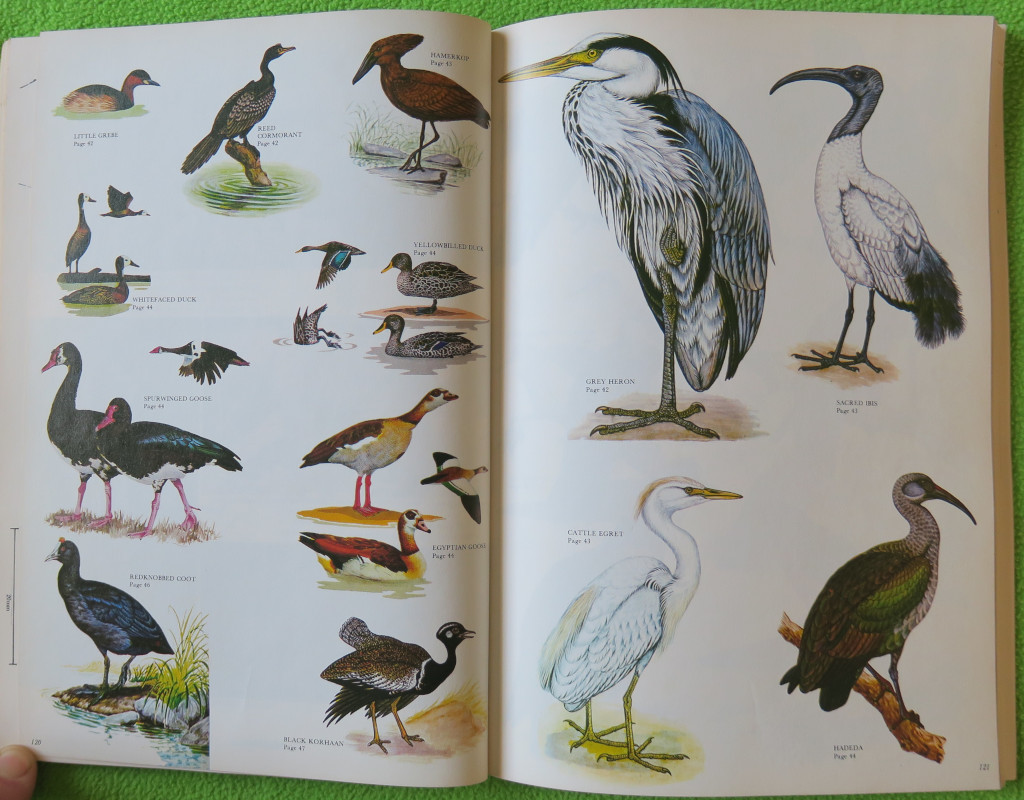 LITTLE GREBE
Page 42
REED
CORMORANT
Page 42
HAMERKOP
Page 43
WHITEFACED DUCK
Page 44
YELLOWBILLED DUCK
Page 44
SPURWINGED GOOSE
Page 44
EGYPTIAN GOOSE
Page 44
REDKNOBBED COOT
Page 46
BLACK KORHAAN
Page 47
120
GREY HERON
Page 42
SACRED IBIS
Page 43
CATTLE EGRET
Page 43
HADEDA
Page 44
121